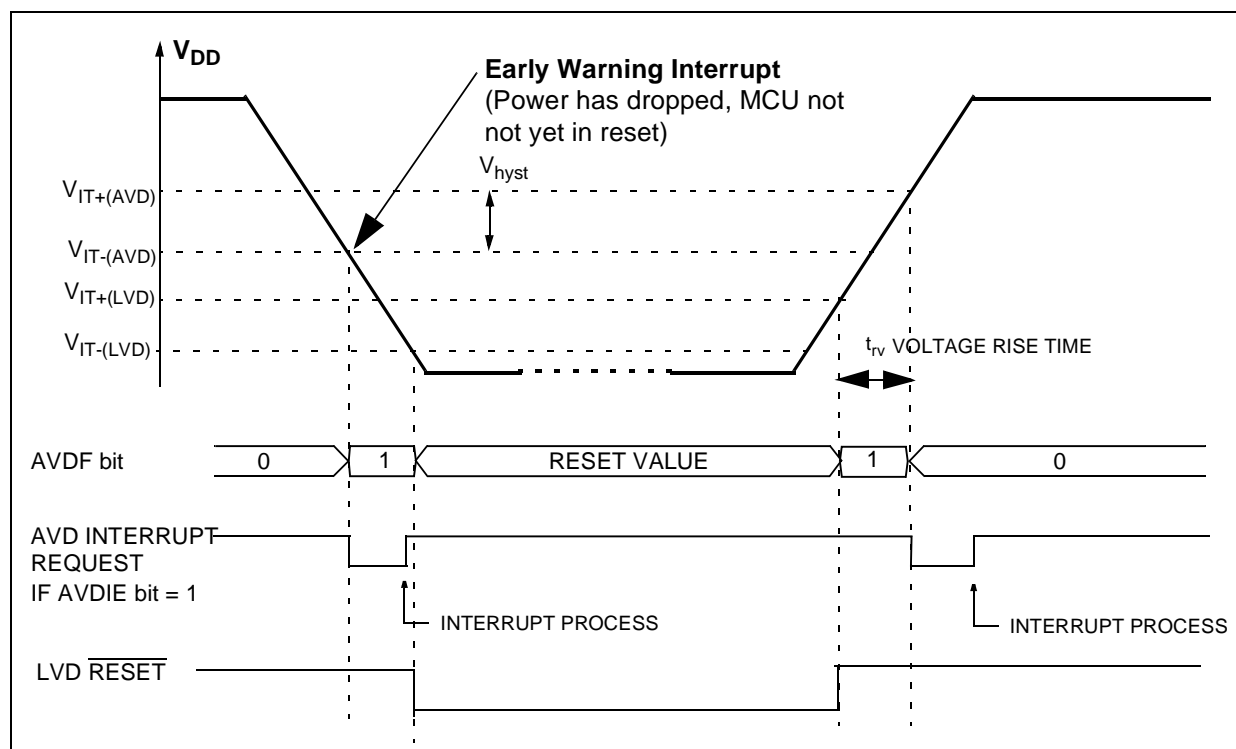 VDD
Early Warning Interrupt
(Power has dropped, MCU not
not yet in reset)
Vhyst
VIT+(AVD)
VIT-(AVD)
VIT+(LVD)
VIT-(LVD)
trv VOLTAGE RISE TIME
AVDF bit
0
1
RESET VALUE
1
0
AVD INTERRUPT
REQUEST
IF AVDIE bit = 1
INTERRUPT PROCESS
INTERRUPT PROCESS
LVD RESET